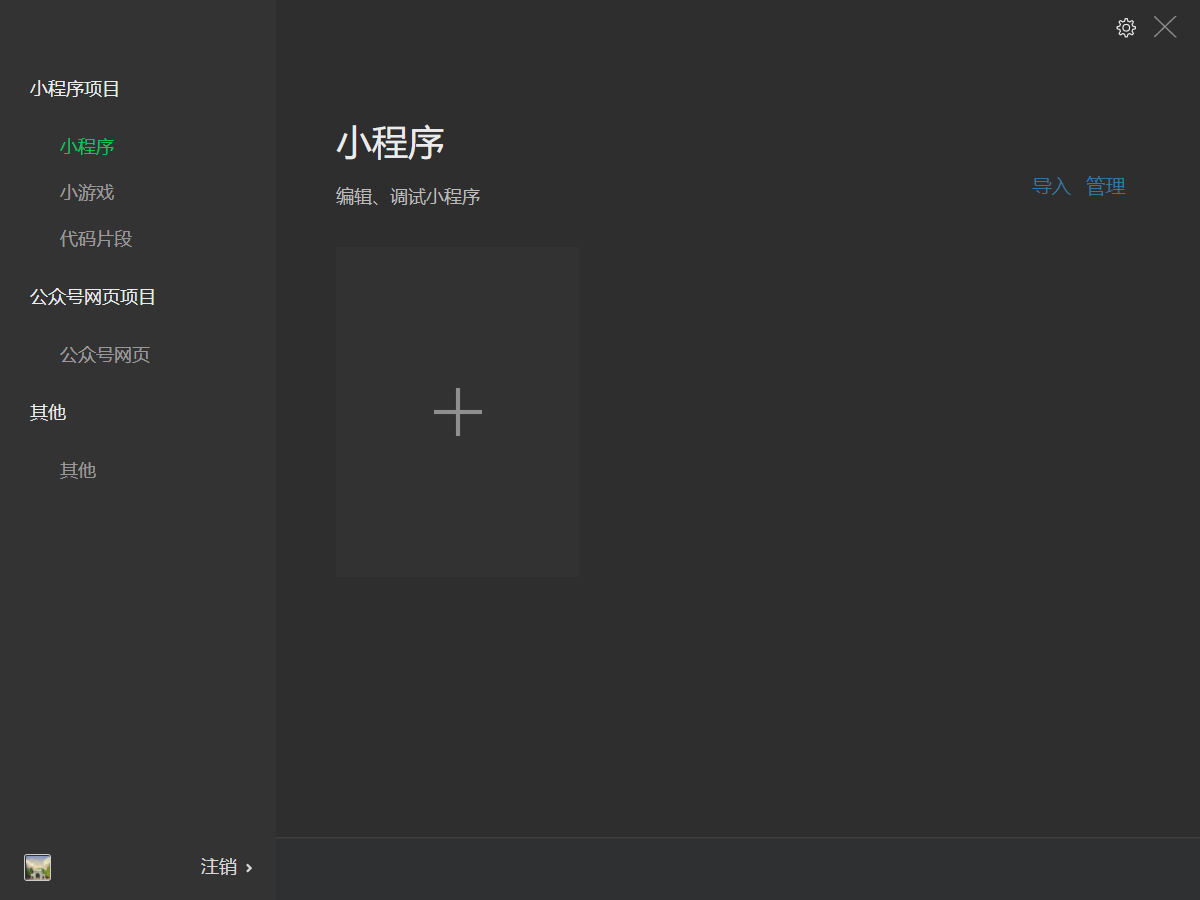 小程序项目
小程序
小游戏
代码片段
公众号网页项目
公众号网页
其他
其他
注销
小程序
编辑、调试小程序
导入 管理